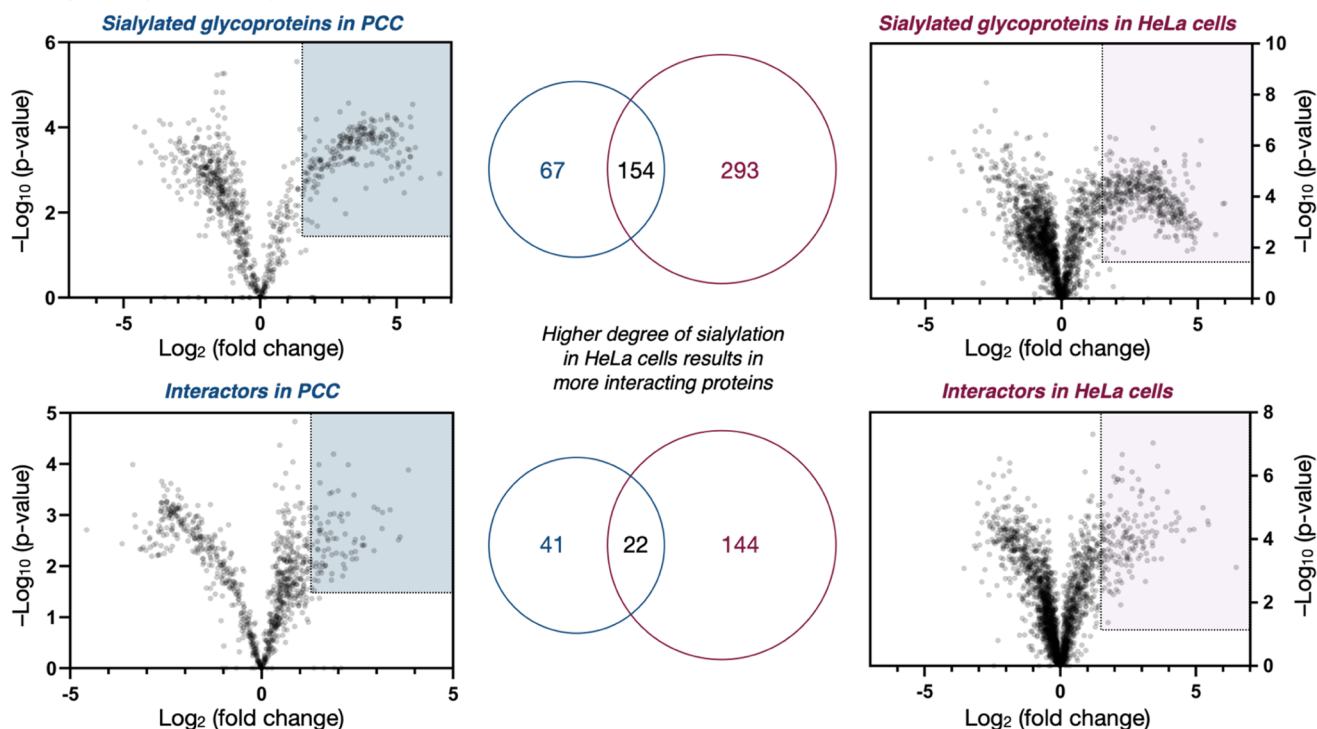 Sialylated glycoproteins in PCC
6
4
2
0
-5
0
5
–Log10 (p-value)
Log2 (fold change)
67
154
293
Sialylated glycoproteins in HeLa cells
10
8
6
4
2
0
-5
0
5
–Log10 (p-value)
Log2 (fold change)
Higher degree of sialylation
in HeLa cells results in
more interacting proteins
Interactors in PCC
5
4
3
2
1
0
-5
0
5
–Log10 (p-value)
Log2 (fold change)
41
22
144
Interactors in HeLa cells
8
6
4
2
0
-5
0
5
–Log10 (p-value)
Log2 (fold change)